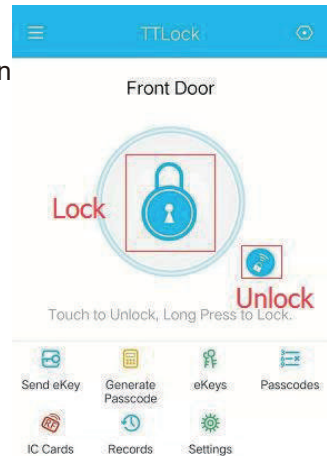 TTLock
n
Front Door
Lock
Unlock
Touch to Unlock, Long Press to Lock.
Send eKey Generate Passcode eKeys Passcodes
IC Cards Records Settings